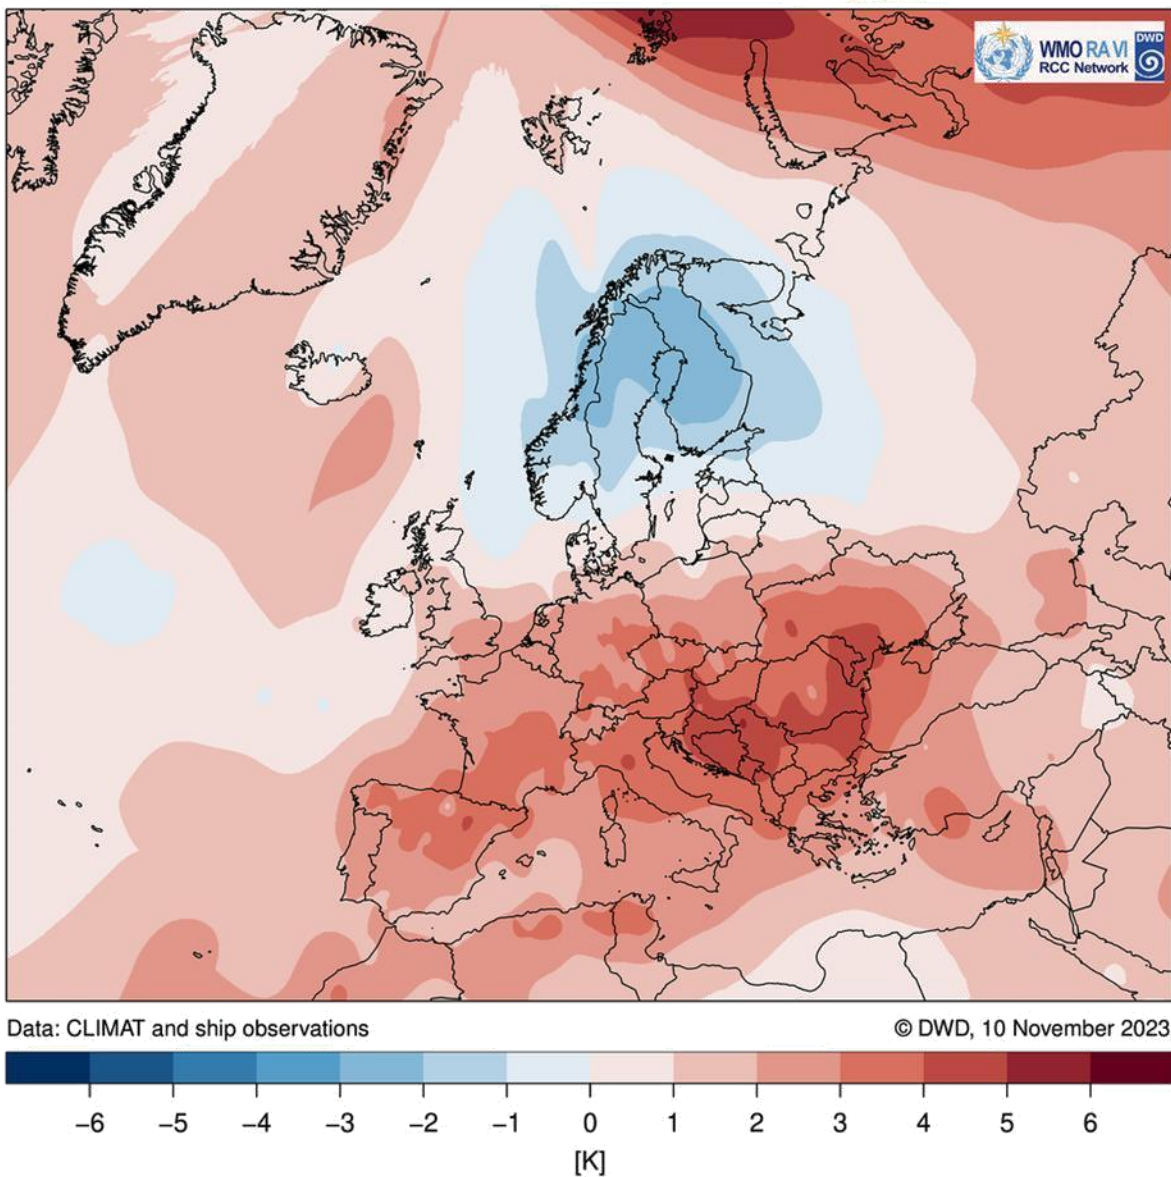 WMO RA VI
RCC Network
DWD
Data: CLIMAT and ship observations
© DWD, 10 November 2023
−6 −5 −4 −3 −2 −1 0 1 2 3 4 5 6
[K]